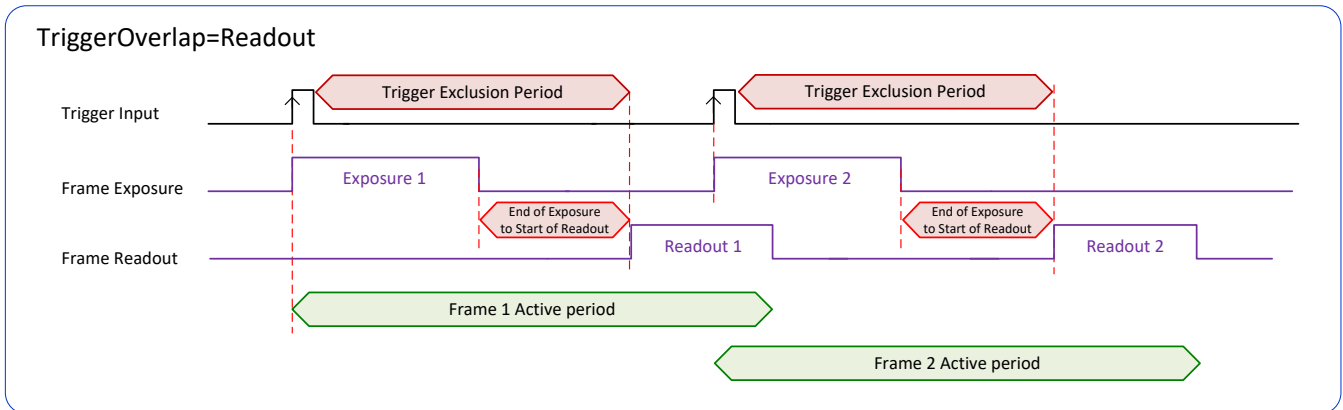 TriggerOverlap=Readout
Trigger Exclusion Period
Trigger Exclusion Period
Trigger Input
Frame Exposure
Exposure 1
Exposure 2
End of Exposure
to Start of Readout
End of Exposure
to Start of Readout
Frame Readout
Readout 1
Readout 2
Frame 1 Active period
Frame 2 Active period